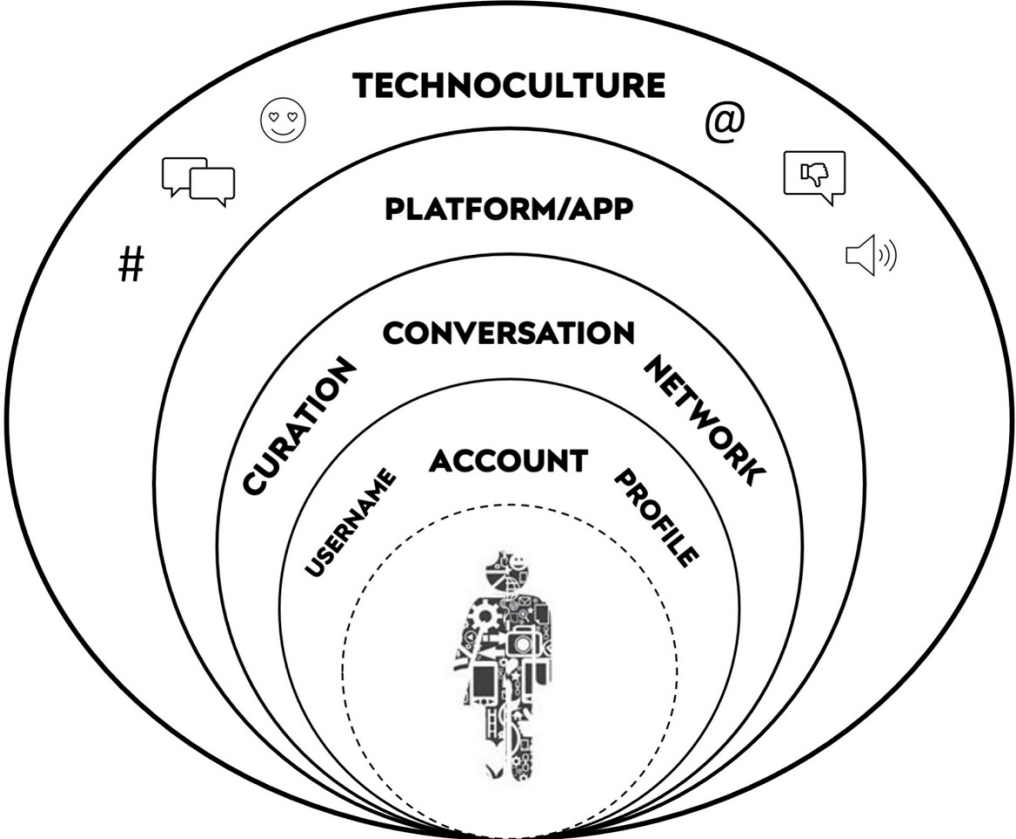 TECHNOCULTURE
@
#
PLATFORM/APP
CONVERSATION
CURATION
NETWORK
ACCOUNT
USERNAME
PROFILE